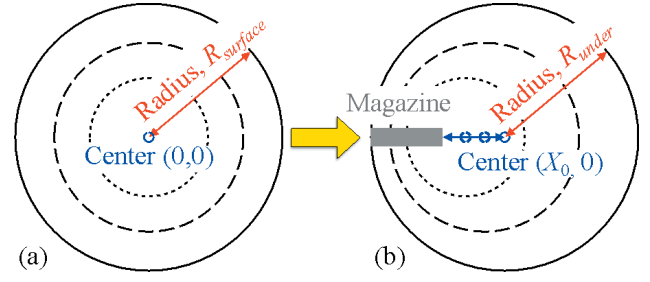 Radius, R_surface
Center (0,0)
(a)
Magazine
Radius, R_under
Center (X_0, 0)
(b)